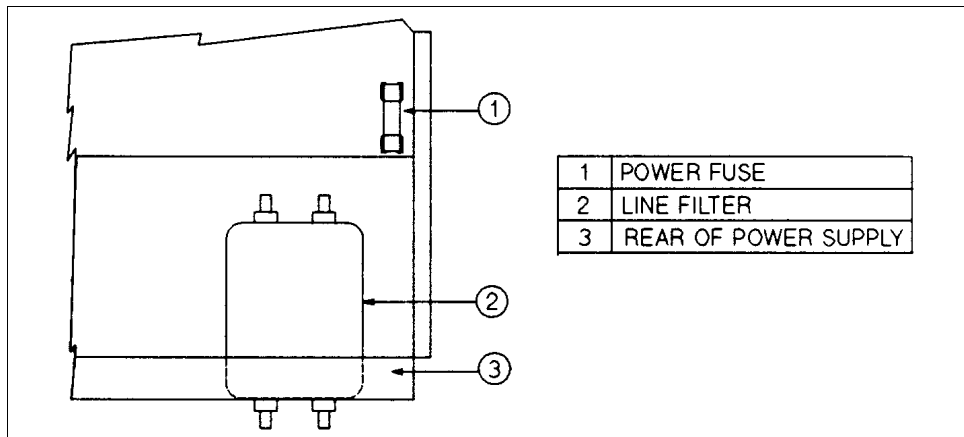 1
2
3
1 POWER FUSE
2 LINE FILTER
3 REAR OF POWER SUPPLY